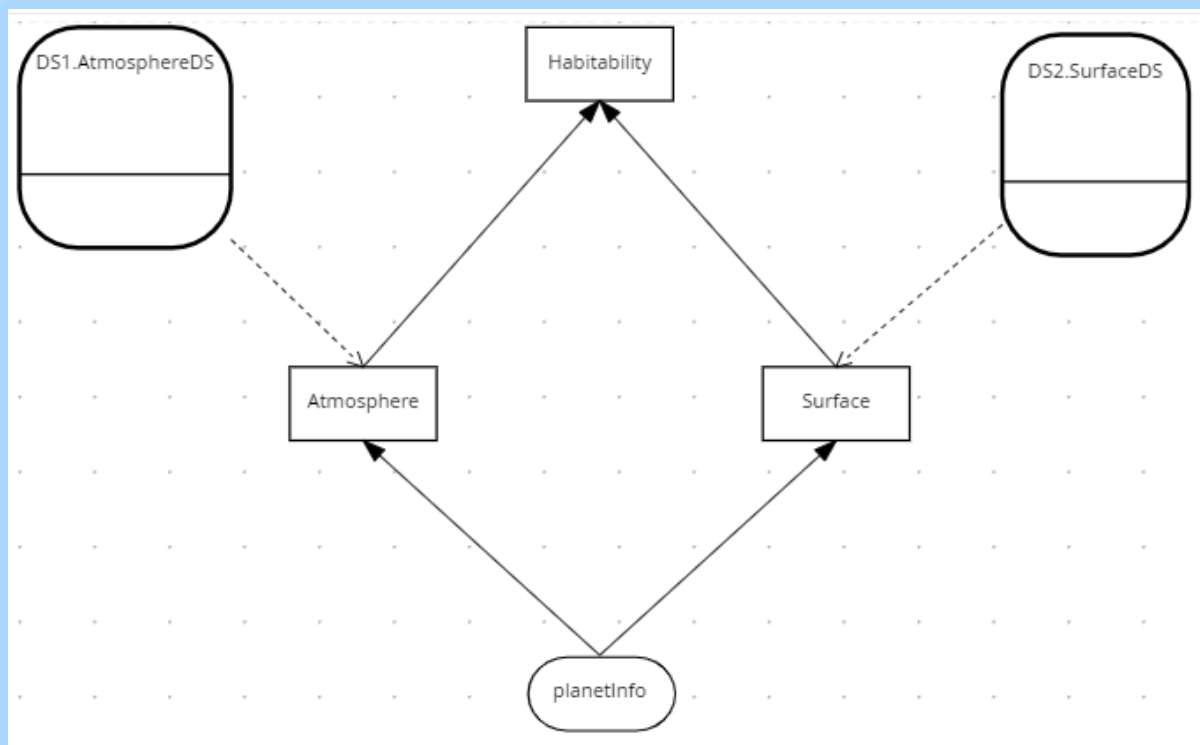 DS1.AtmosphereDS
Habitability
DS2.SurfaceDS
Atmosphere
Surface
planetInfo